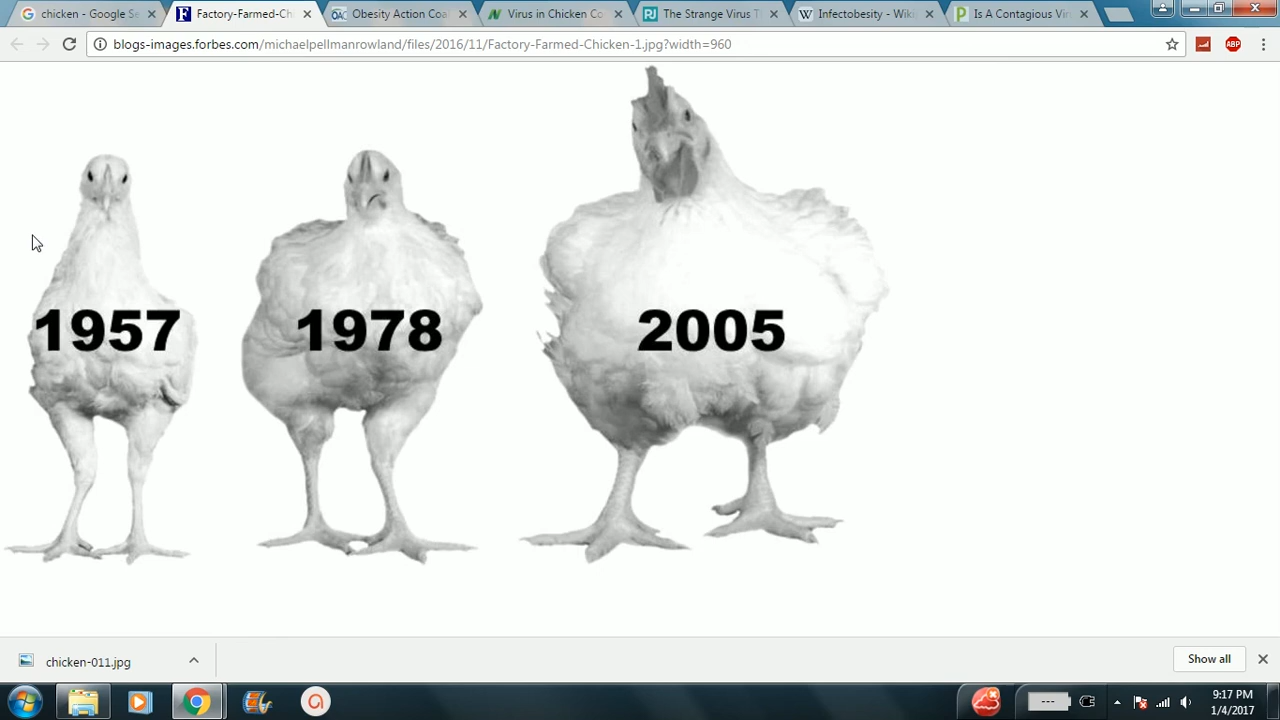 chicken - Google Se
Factory-Farmed-Ch
Obesity Action Coa
Virus in Chicken Co
The Strange Virus T
Infectobesity - Wiki
Is A Contagious Viru
blogs-images.forbes.com/michaelpellmanrowland/files/2016/11/Factory-Farmed-Chicken-1.jpg?width=960
ABP
1957
1978
2005
chicken-011.jpg
Show all
9:17 PM
1/4/2017